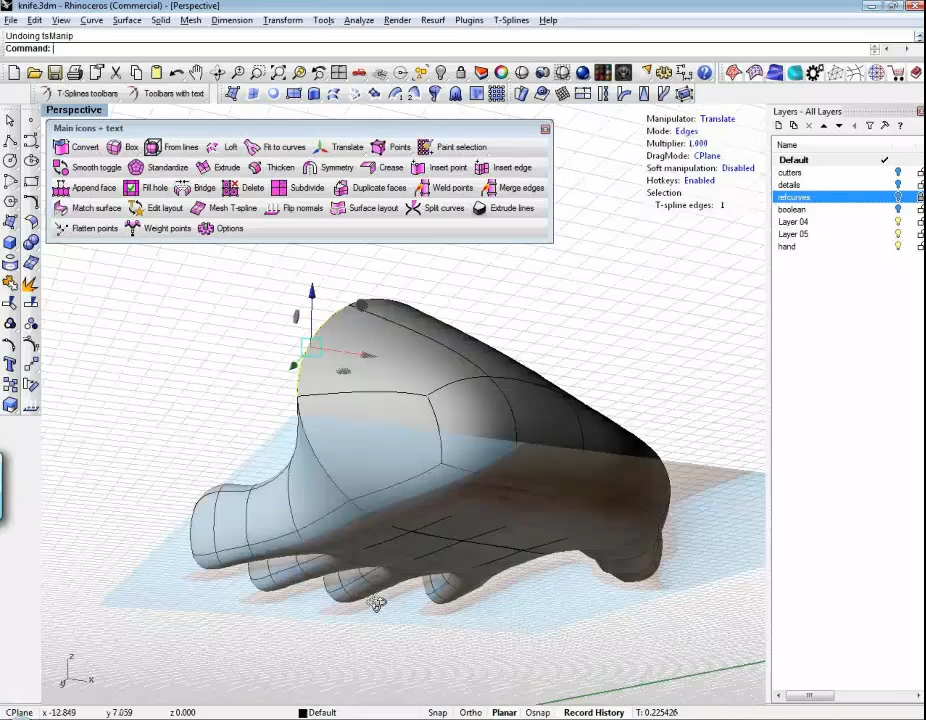 knife.3dm - Rhinoceros (Commercial) - [Perspective]
File Edit View Curve Surface Solid Mesh Dimension Transform Tools Analyze Render Resurf Plugins T-Splines Help
Undoing tsManip
Command:
T-Splines toolbars Toolbars with text
Perspective
Main icons + text
Convert Box From lines Loft Fit to curves Translate Points Paint selection
Smooth toggle Standardize Extrude Thicken Symmetry Crease Insert point Insert edge
Append face Fill hole Bridge Delete Subdivide Duplicate faces Weld points Merge edges
Match surface Edit layout Mesh T-spline Flip normals Surface layout Split curves Extrude lines
Flatten points Weight points Options
Manipulator: Translate
Mode: Edges
Multiplier: 1.000
DragMode: CPlane
Soft manipulation: Disabled
Hotkeys: Enabled
Selection
T-spline edges: 1
Layers - All Layers
Name
Default
cutters
details
refcurves
boolean
Layer 04
Layer 05
hand
z
y x
CPlane x -12.849 y 7.059 z 0.000 Default Snap Ortho Planar Osnap Record History T: 0.225426